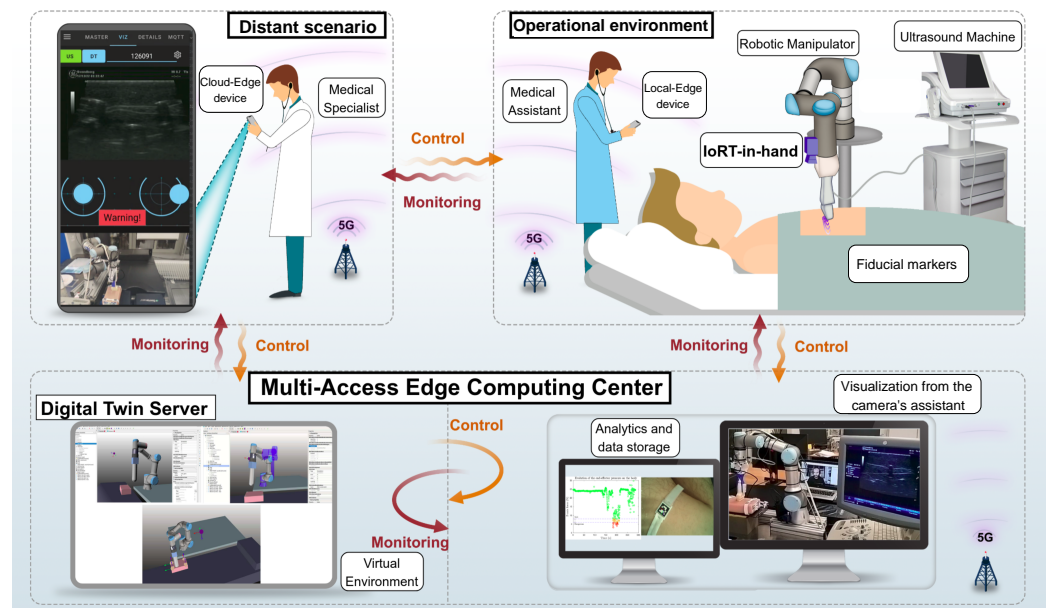 Distant scenario
MASTER VIZ DETAILS MQTT
US DT 126091
Warning!
Cloud-Edge
device
Medical
Specialist
5G
Control
Monitoring
Operational environment
Medical
Assistant
Local-Edge
device
Robotic Manipulator
Ultrasound Machine
IoRT-in-hand
Fiducial markers
5G
Monitoring
Control
Monitoring
Control
Multi-Access Edge Computing Center
Digital Twin Server
Control
Monitoring
Virtual
Environment
Analytics and
data storage
Visualization from the
camera's assistant
5G